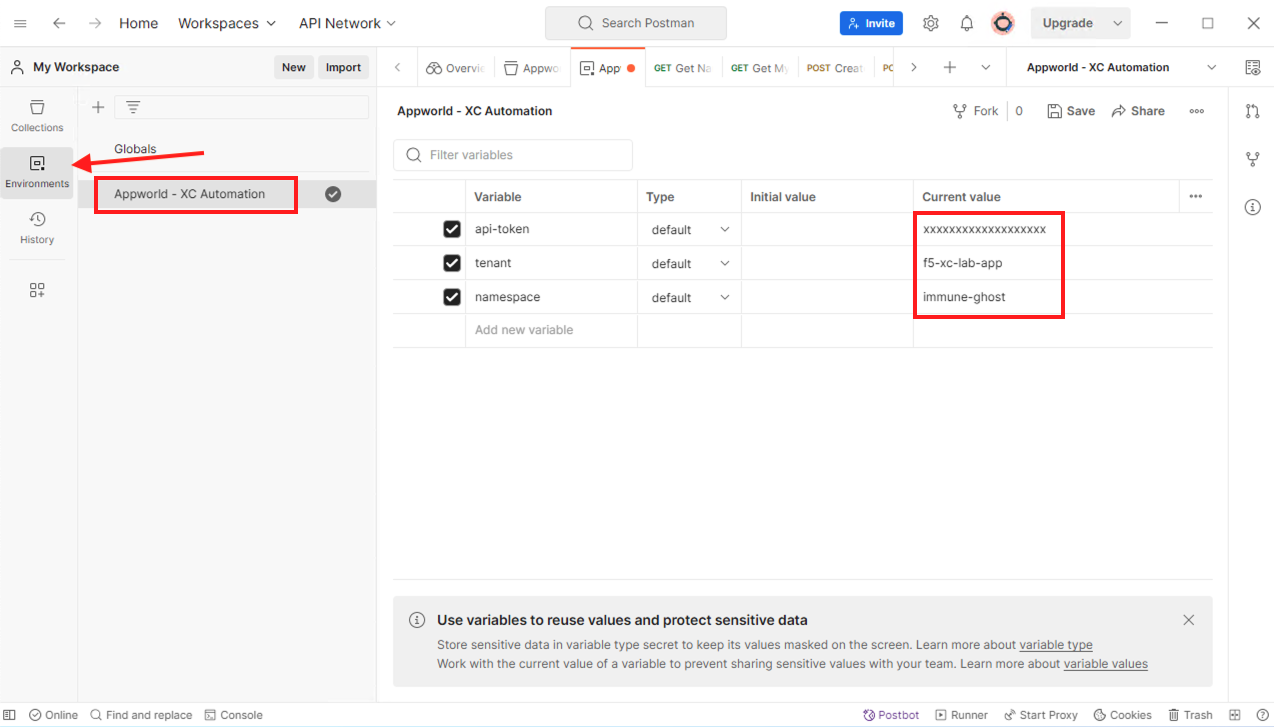 Home Workspaces API Network Search Postman Invite Upgrade
My Workspace New Import Overvi Appwo App GET Get Na GET Get My POST Creat PO Appworld - XC Automation
Collections
Environments
History
Globals
Appworld - XC Automation
Appworld - XC Automation Fork 0 Save Share
Filter variables
Variable Type Initial value Current value
api-token default xxxxxxxxxxxxxxxxxxx
tenant default f5-xc-lab-app
namespace default immune-ghost
Add new variable
Use variables to reuse values and protect sensitive data
Store sensitive data in variable type secret to keep its values masked on the screen. Learn more about variable type
Work with the current value of a variable to prevent sharing sensitive values with your team. Learn more about variable values
Online Find and replace Console Postbot Runner Start Proxy Cookies Trash